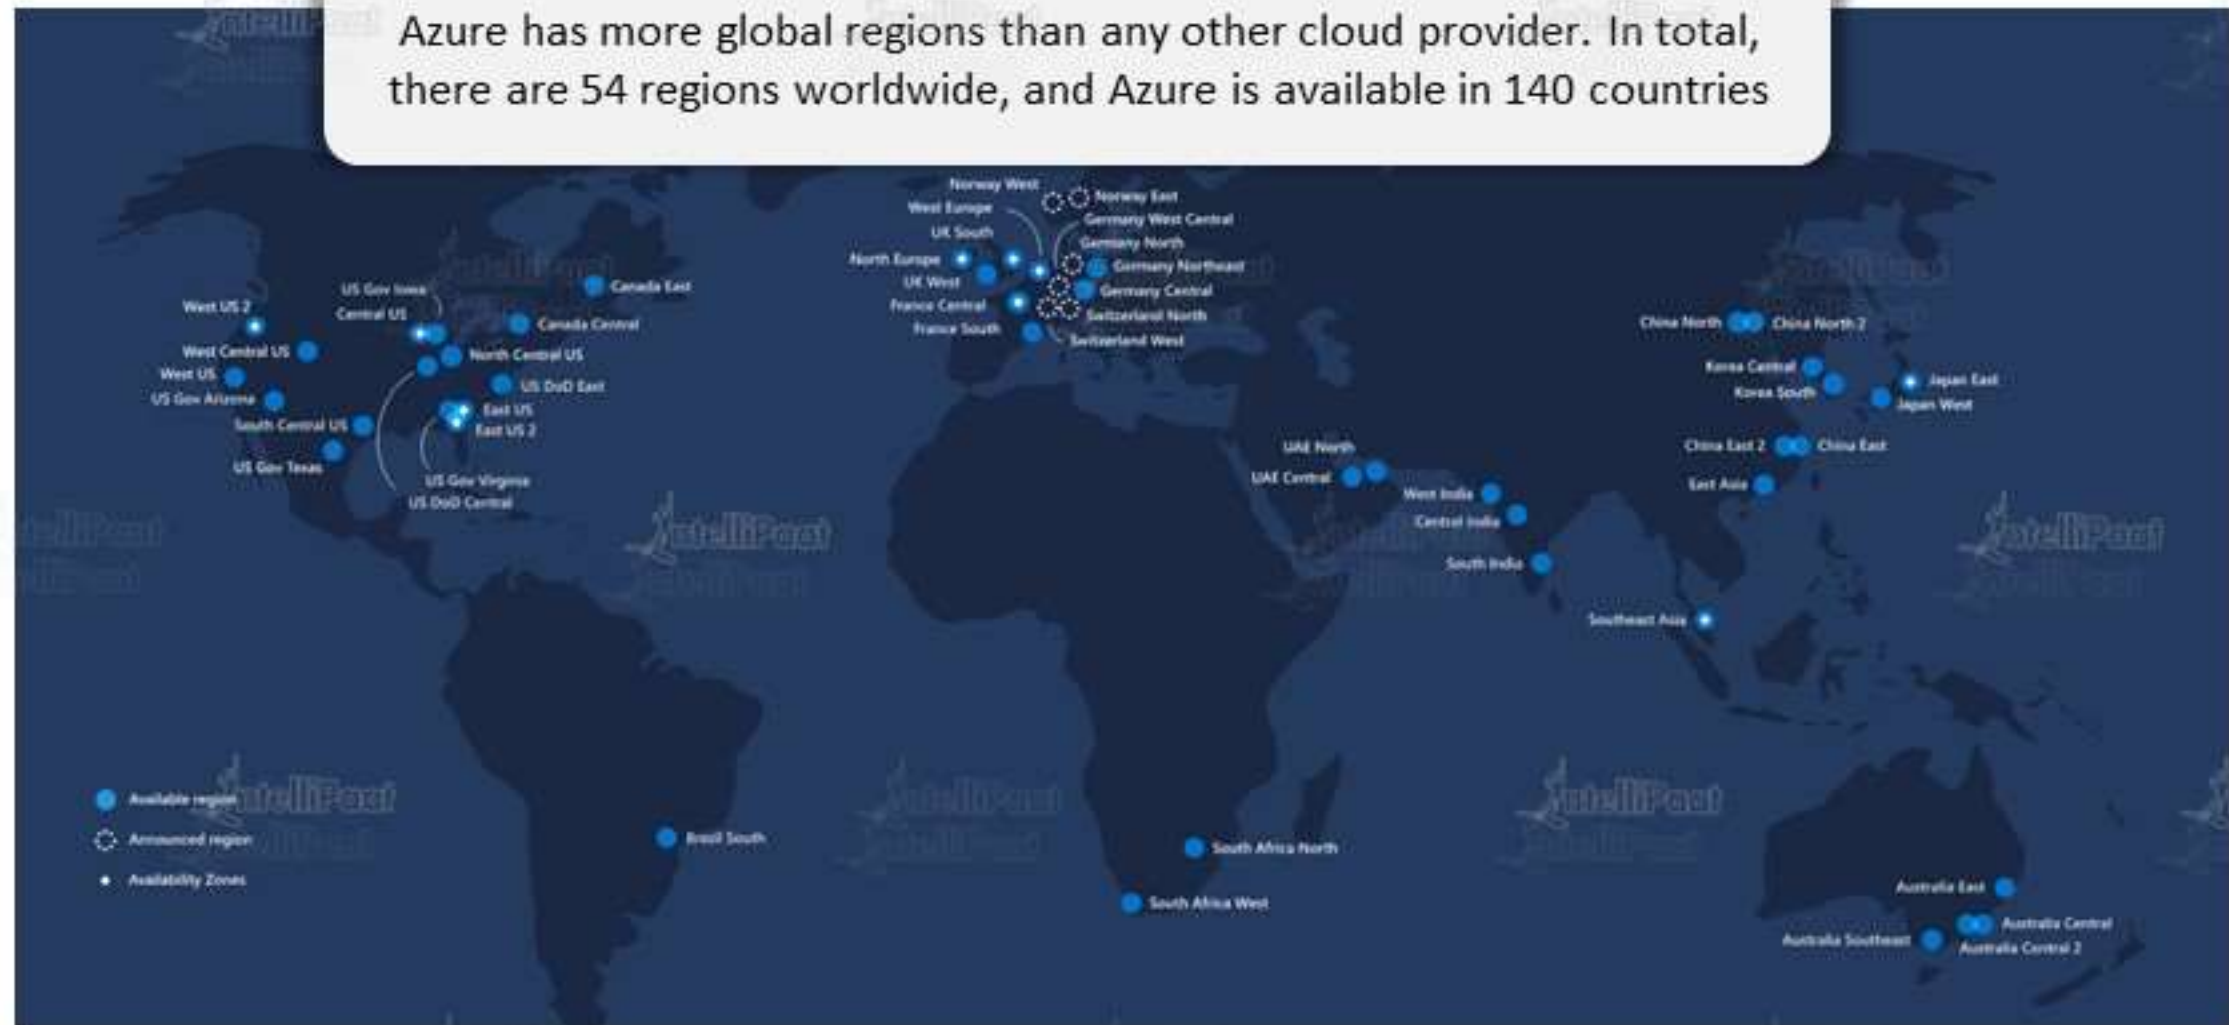 Azure has more global regions than any other cloud provider. In total,
there are 54 regions worldwide, and Azure is available in 140 countries
Norway West
Norway East
West Europe
Germany West Central
UK South
Germany North
North Europe
Germany Northeast
UK West
Germany Central
France Central
Switzerland North
France South
Switzerland West
US Gov Iowa
Canada East
West US 2
Central US
Canada Central
West Central US
North Central US
West US
US DoD East
US Gov Arizona
East US
South Central US
East US 2
US Gov Texas
US Gov Virginia
US DoD Central
China North
China North 2
Korea Central
Japan East
Korea South
Japan West
UAE North
China East 2
China East
UAE Central
East Asia
West India
Central India
South India
Southeast Asia
IntelliPaat
IntelliPaat
IntelliPaat
IntelliPaat
IntelliPaat
Available region
Announced region
Availability Zones
Brazil South
South Africa North
South Africa West
Australia East
Australia Central
Australia Southeast
Australia Central 2